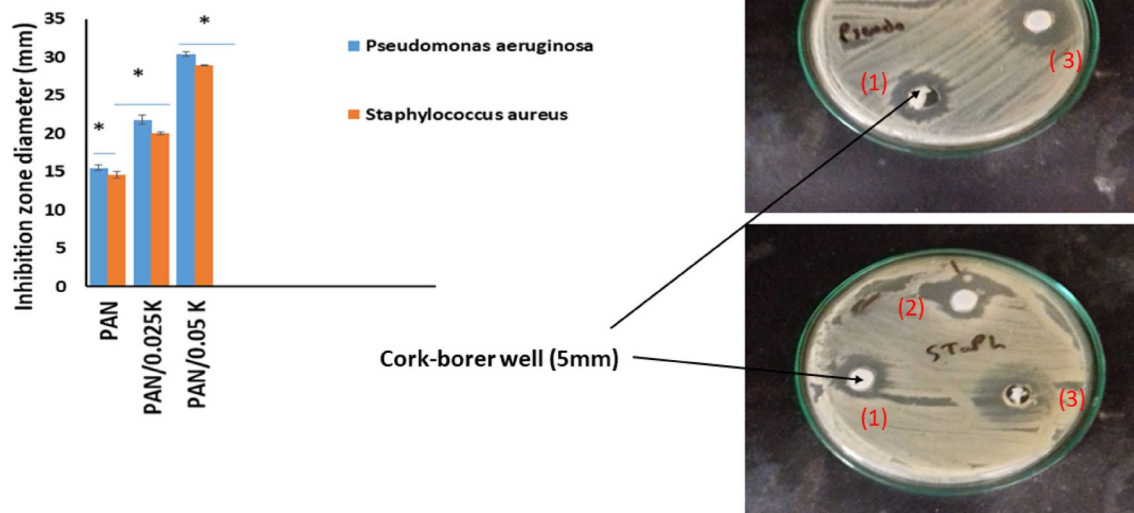 Inhibition zone diameter (mm)
35
30
25
20
15
10
5
0
*
*
*
PAN
PAN/0.025K
PAN/0.05 K
Pseudomonas aeruginosa
Staphylococcus aureus
Cork-borer well (5mm)
Pseudo
(1)
(3)
(2)
STaPh
(1)
(3)